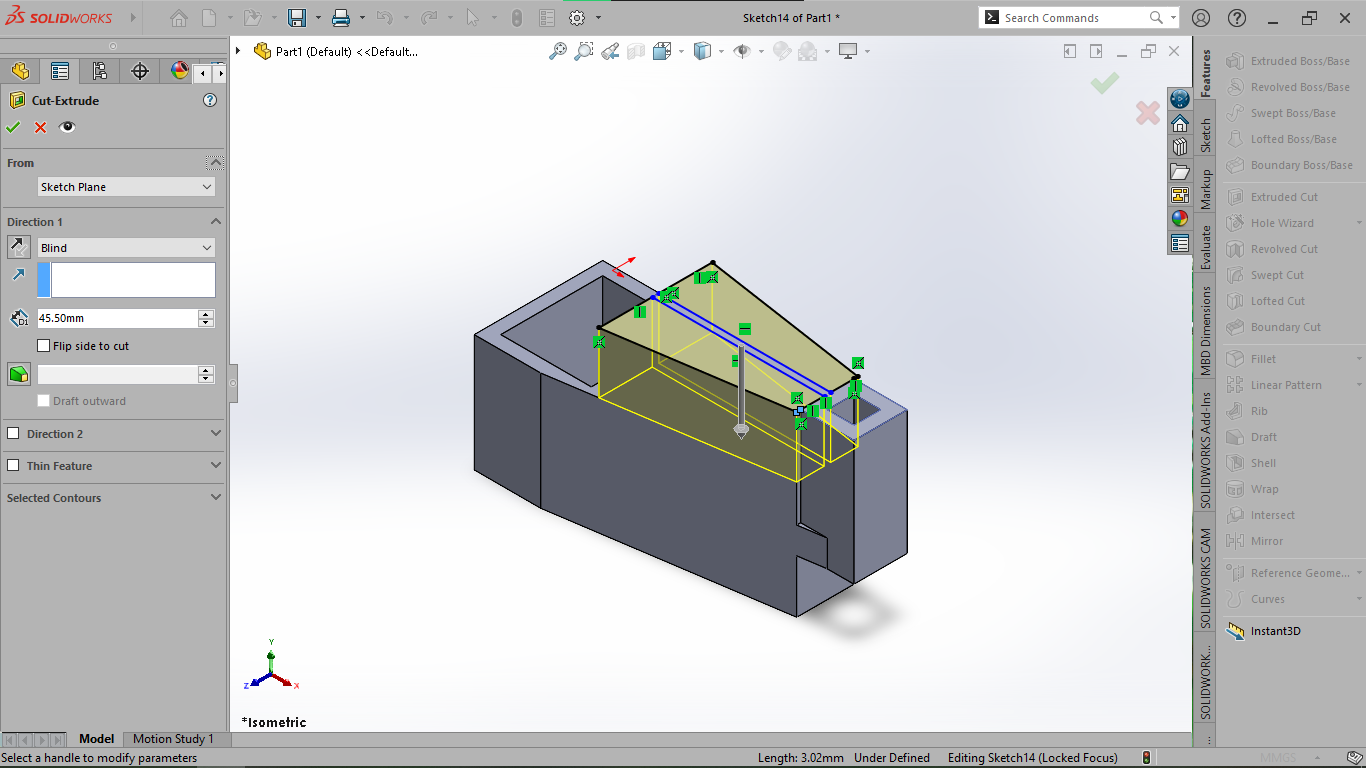 SOLIDWORKS
Sketch14 of Part1 *
Search Commands
Part1 (Default) <<Default...
Cut-Extrude
From
Sketch Plane
Direction 1
Blind
D1
45.50mm
Flip side to cut
Draft outward
Direction 2
Thin Feature
Selected Contours
Features
Sketch
Markup
Evaluate
MBD Dimensions
SOLIDWORKS Add-Ins
SOLIDWORKS CAM
SOLIDWORK...
Extruded Boss/Base
Revolved Boss/Base
Swept Boss/Base
Lofted Boss/Base
Boundary Boss/Base
Extruded Cut
Hole Wizard
Revolved Cut
Swept Cut
Lofted Cut
Boundary Cut
Fillet
Linear Pattern
Rib
Draft
Shell
Wrap
Intersect
Mirror
Reference Geome...
Curves
Instant3D
Y
Z
X
*Isometric
Model
Motion Study 1
Select a handle to modify parameters
Length: 3.02mm
Under Defined
Editing Sketch14 (Locked Focus)
MMGS